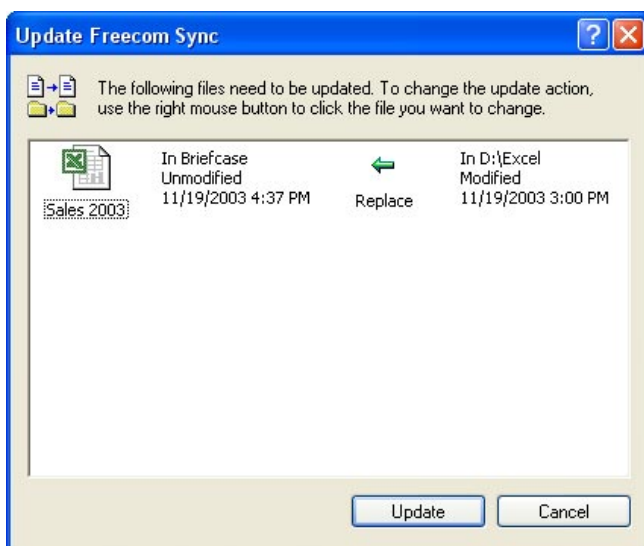 Update Freecom Sync
The following files need to be updated. To change the update action,
use the right mouse button to click the file you want to change.
Sales 2003
In Briefcase
Unmodified
11/19/2003 4:37 PM
Replace
In D:\Excel
Modified
11/19/2003 3:00 PM
Update
Cancel